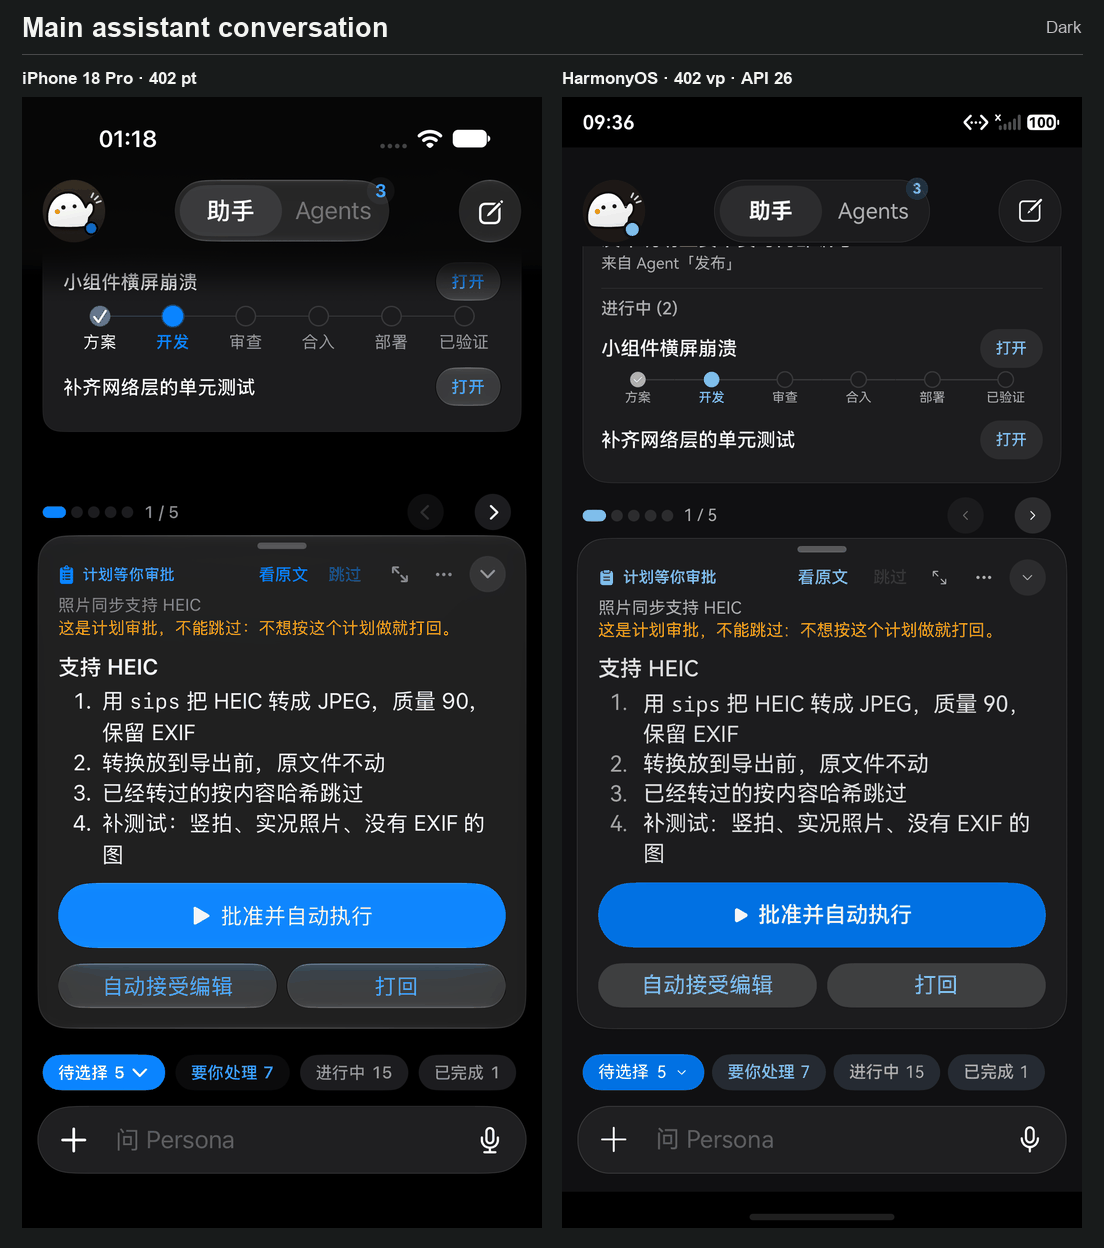 Main assistant conversation
Dark
iPhone 18 Pro · 402 pt
01:18
助手
Agents
3
小组件横屏崩溃
打开
方案
开发
审查
合入
部署
已验证
补齐网络层的单元测试
打开
1 / 5
计划等你审批
看原文
跳过
照片同步支持 HEIC
这是计划审批，不能跳过：不想按这个计划做就打回。
支持 HEIC
1. 用 sips 把 HEIC 转成 JPEG，质量 90，
保留 EXIF
2. 转换放到导出前，原文件不动
3. 已经转过的按内容哈希跳过
4. 补测试：竖拍、实况照片、没有 EXIF 的
图
批准并自动执行
自动接受编辑
打回
待选择 5
要你处理 7
进行中 15
已完成 1
问 Persona
HarmonyOS · 402 vp · API 26
09:36
100
助手
Agents
3
来自 Agent「发布」
进行中 (2)
小组件横屏崩溃
打开
方案
开发
审查
合入
部署
已验证
补齐网络层的单元测试
打开
1 / 5
计划等你审批
看原文
跳过
照片同步支持 HEIC
这是计划审批，不能跳过：不想按这个计划做就打回。
支持 HEIC
1. 用 sips 把 HEIC 转成 JPEG，质量 90，
保留 EXIF
2. 转换放到导出前，原文件不动
3. 已经转过的按内容哈希跳过
4. 补测试：竖拍、实况照片、没有 EXIF 的
图
批准并自动执行
自动接受编辑
打回
待选择 5
要你处理 7
进行中 15
已完成 1
问 Persona